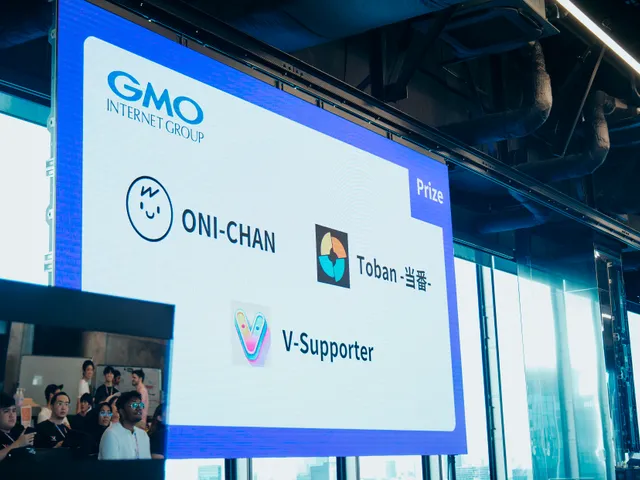 GMO
INTERNET GROUP
Prize
ONI-CHAN
Toban -当番-
V-Supporter